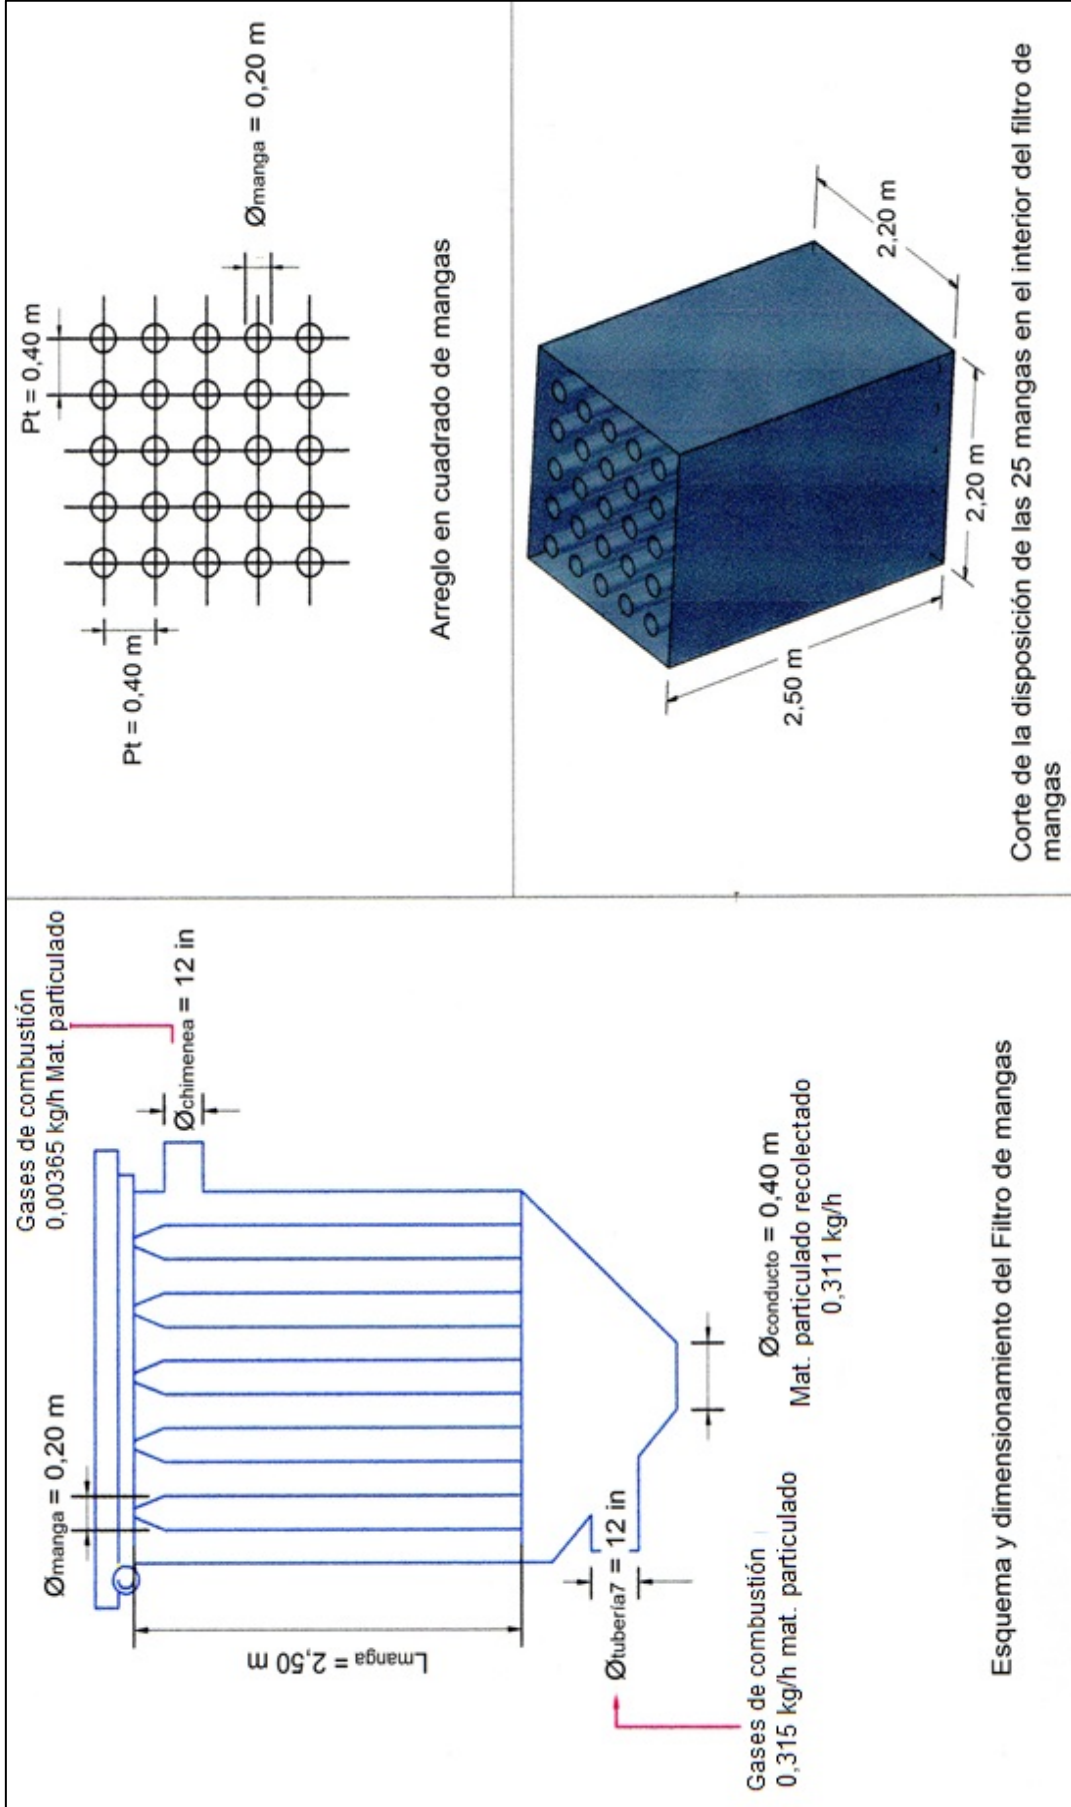 Gases de combustión
0,00365 kg/h Mat. particulado
Ømanga = 0,20 m
Øchimenea = 12 in
Lmanga = 2,50 m
Øtubería7 = 12 in
Øconducto = 0,40 m
Mat. particulado recolectado
0,311 kg/h
Gases de combustión
0,315 kg/h mat. particulado
Esquema y dimensionamiento del Filtro de mangas
Pt = 0,40 m
Pt = 0,40 m
Ømanga = 0,20 m
Arreglo en cuadrado de mangas
2,50 m
2,20 m
2,20 m
Corte de la disposición de las 25 mangas en el interior del filtro de
mangas